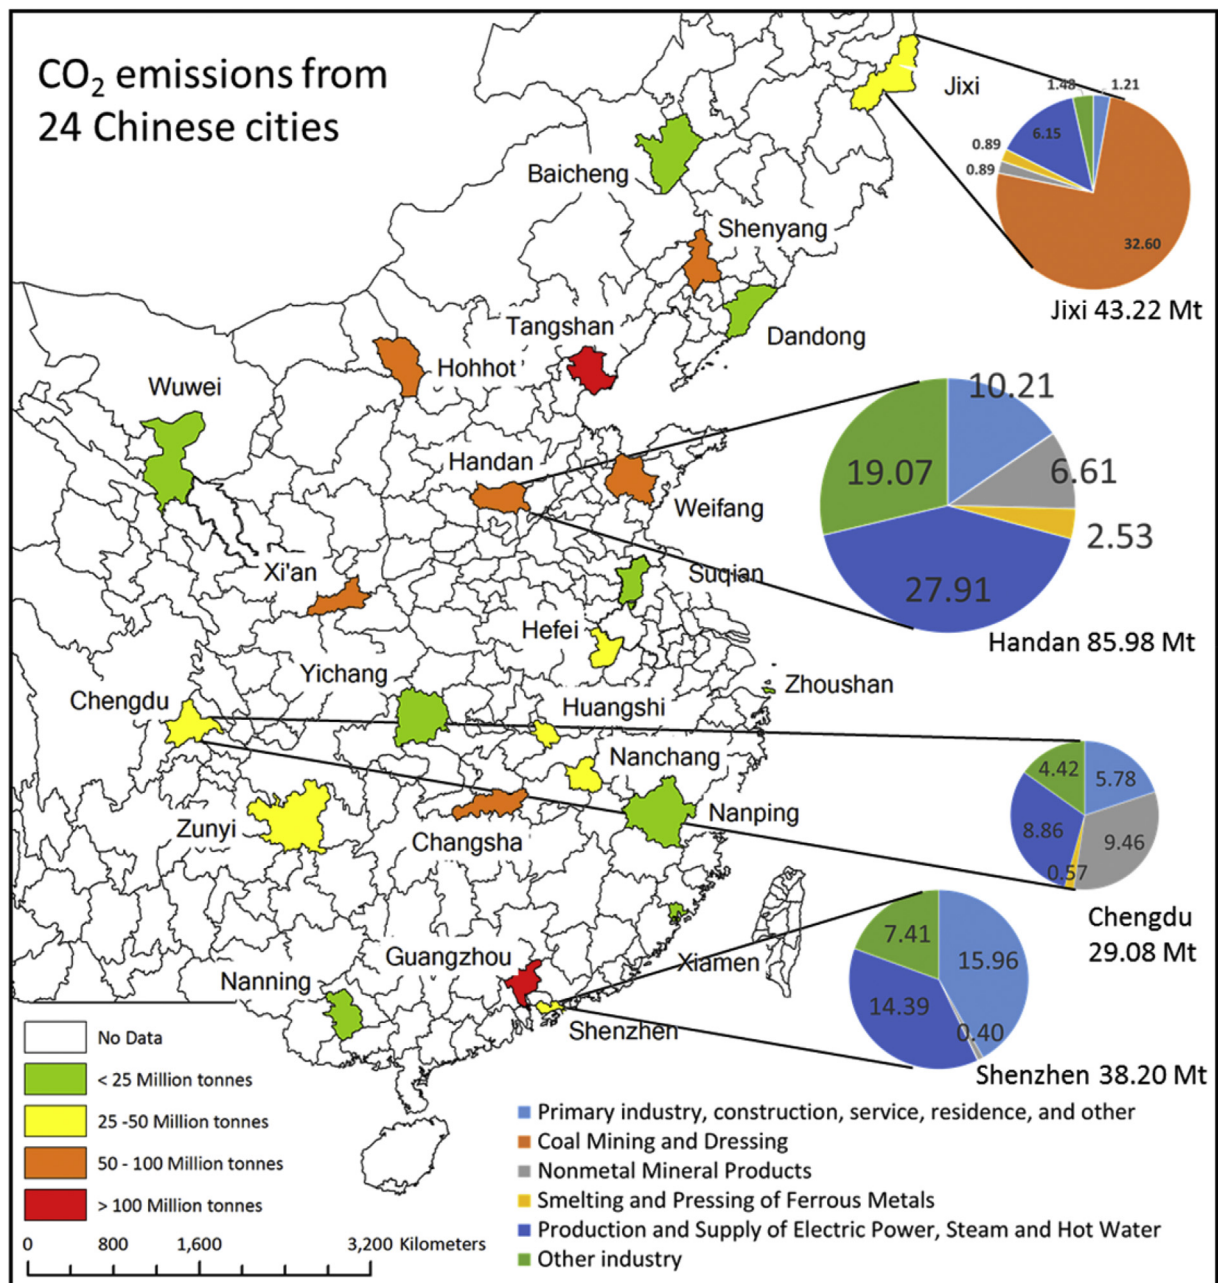 CO₂ emissions from
24 Chinese cities
Jixi
1.48
1.21
6.15
0.89
0.89
32.60
Jixi 43.22 Mt
Baicheng
Shenyang
Dandong
Tangshan
Hohhot
Wuwei
Handan
Weifang
10.21
19.07
6.61
2.53
27.91
Handan 85.98 Mt
Xi'an
Suqian
Hefei
Yichang
Zhoushan
Chengdu
Huangshi
Nanchang
Zunyi
Changsha
Nanping
4.42
5.78
8.86
9.46
0.57
Chengdu
29.08 Mt
Guangzhou
Xiamen
Nanning
Shenzhen
7.41
15.96
14.39
0.40
Shenzhen 38.20 Mt
No Data
< 25 Million tonnes
25 -50 Million tonnes
50 - 100 Million tonnes
> 100 Million tonnes
0 800 1,600 3,200 Kilometers
Primary industry, construction, service, residence, and other
Coal Mining and Dressing
Nonmetal Mineral Products
Smelting and Pressing of Ferrous Metals
Production and Supply of Electric Power, Steam and Hot Water
Other industry